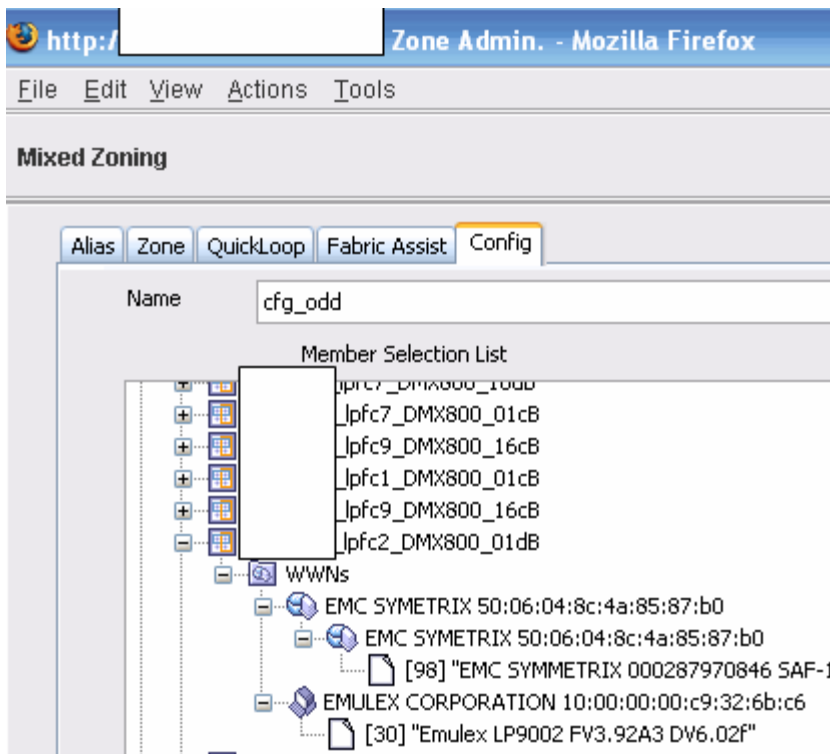 http:/ Zone Admin. - Mozilla Firefox
File Edit View Actions Tools
Mixed Zoning
Alias Zone QuickLoop Fabric Assist Config
Name cfg_odd
Member Selection List
_lpfc7_DMX800_16dB
_lpfc7_DMX800_01cB
_lpfc9_DMX800_16cB
_lpfc1_DMX800_01cB
_lpfc9_DMX800_16cB
_lpfc2_DMX800_01dB
WWNs
EMC SYMETRIX 50:06:04:8c:4a:85:87:b0
EMC SYMETRIX 50:06:04:8c:4a:85:87:b0
[98] "EMC SYMMETRIX 000287970846 SAF-1
EMULEX CORPORATION 10:00:00:00:c9:32:6b:c6
[30] "Emulex LP9002 FV3.92A3 DV6.02f"